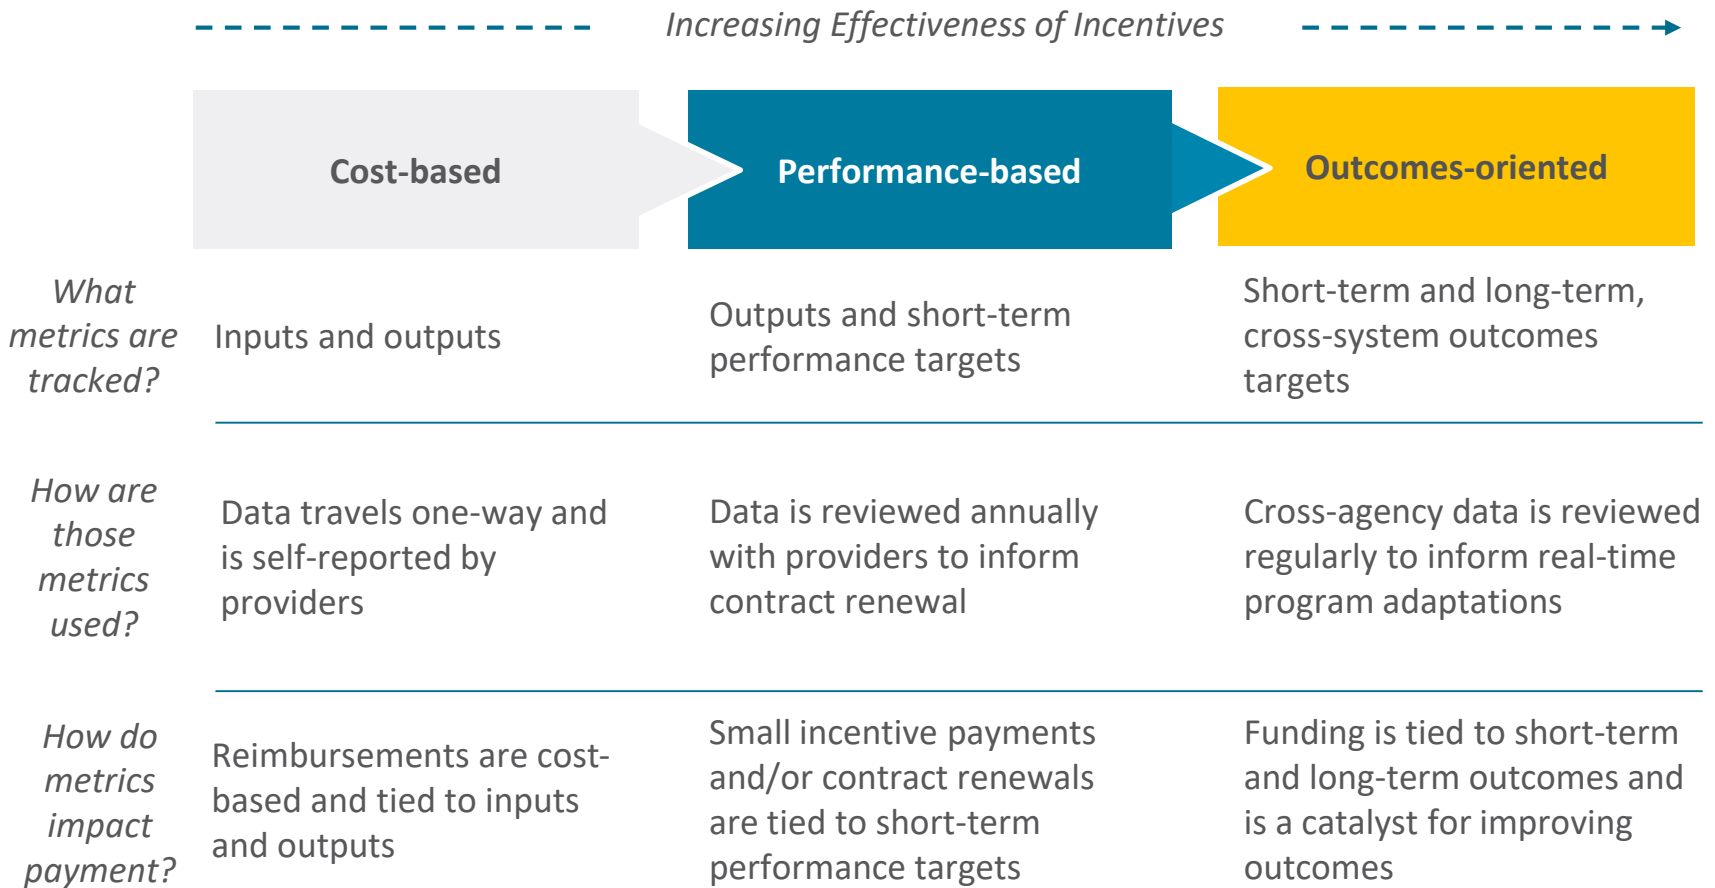 Increasing Effectiveness of Incentives
Cost-based
Performance-based
Outcomes-oriented
What
metrics are
tracked?
Inputs and outputs
Outputs and short-term
performance targets
Short-term and long-term,
cross-system outcomes
targets
How are
those
metrics
used?
Data travels one-way and
is self-reported by
providers
Data is reviewed annually
with providers to inform
contract renewal
Cross-agency data is reviewed
regularly to inform real-time
program adaptations
How do
metrics
impact
payment?
Reimbursements are cost-
based and tied to inputs
and outputs
Small incentive payments
and/or contract renewals
are tied to short-term
performance targets
Funding is tied to short-term
and long-term outcomes and
is a catalyst for improving
outcomes